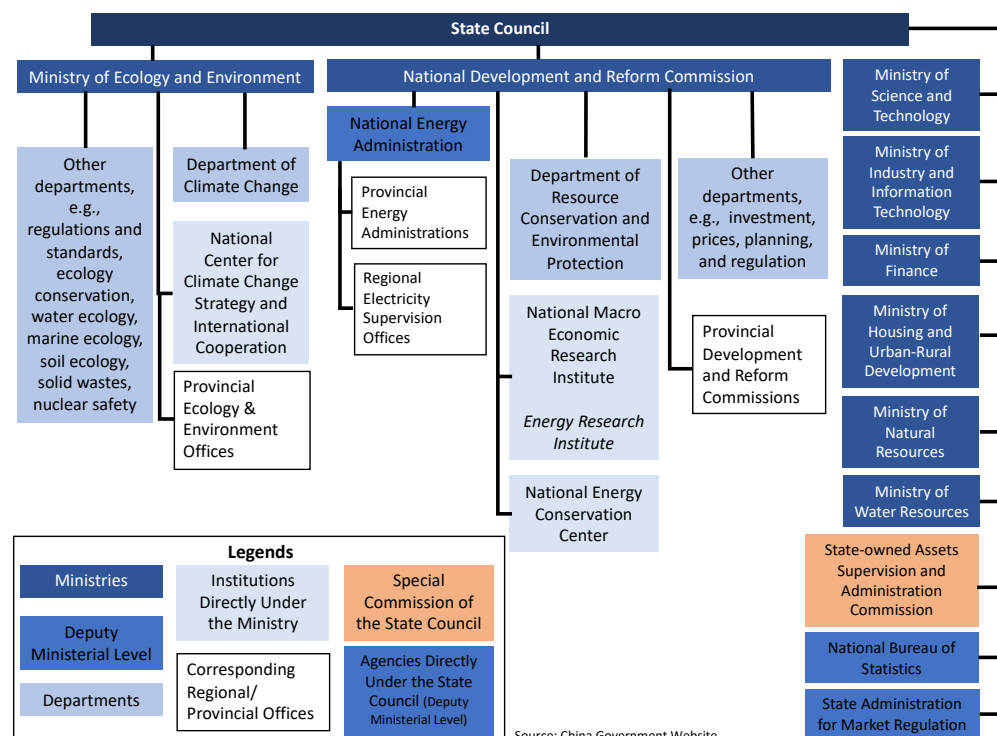 State Council
Ministry of Ecology and Environment
National Development and Reform Commission
Other
departments,
e.g.,
regulations and
standards,
ecology
conservation,
water ecology,
marine ecology,
soil ecology,
solid wastes,
nuclear safety
Department of
Climate Change
National
Center for
Climate Change
Strategy and
International
Cooperation
Provincial
Ecology &
Environment
Offices
National Energy
Administration
Provincial
Energy
Administrations
Regional
Electricity
Supervision
Offices
Department of
Resource
Conservation and
Environmental
Protection
National Macro
Economic
Research
Institute
Energy Research
Institute
National Energy
Conservation
Center
Other
departments,
e.g., investment,
prices, planning,
and regulation
Provincial
Development
and Reform
Commissions
Ministry of
Science and
Technology
Ministry of
Industry and
Information
Technology
Ministry of
Finance
Ministry of
Housing and
Urban-Rural
Development
Ministry of
Natural
Resources
Ministry of
Water Resources
State-owned Assets
Supervision and
Administration
Commission
National Bureau of
Statistics
State Administration
for Market Regulation
Legends
Ministries
Deputy
Ministerial Level
Departments
Institutions
Directly Under
the Ministry
Corresponding
Regional/
Provincial Offices
Special
Commission of
the State Council
Agencies Directly
Under the State
Council (Deputy
Ministerial Level)
Source: China Government Website